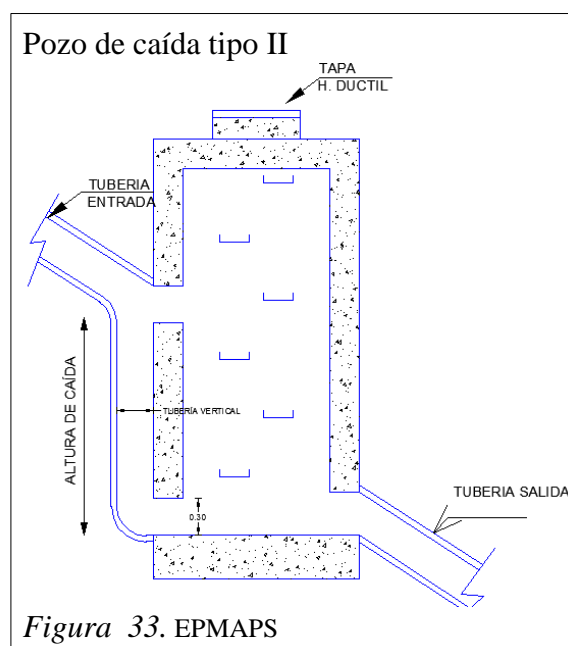 Pozo de caída tipo II
TAPA
H. DUCTIL
TUBERIA
ENTRADA
ALTURA DE CAÍDA
TUBERÍA VERTICAL
0.30
TUBERIA SALIDA
Figura 33. EPMAPS